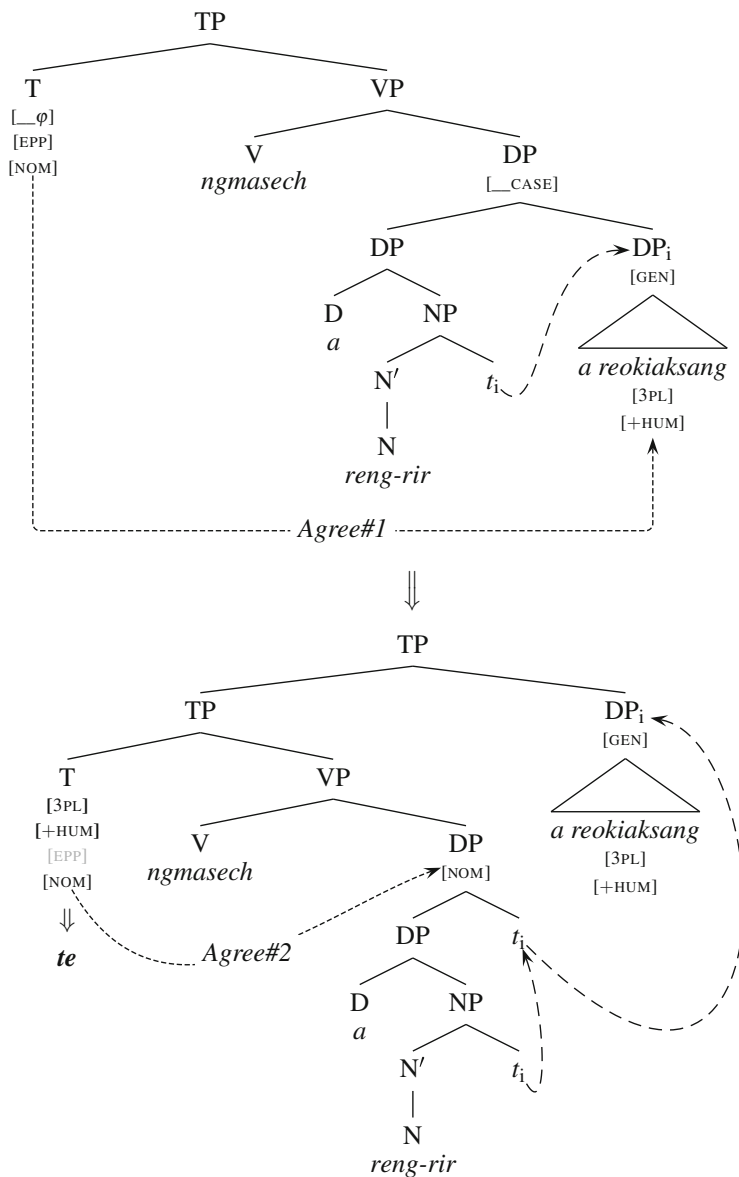 TP
T VP
[__φ]
[EPP]
[NOM]
V DP
ngmasech [__CASE]
DP DPi
[GEN]
D NP
a
a reokiaksang
N′ ti
[3PL]
[+HUM]
N
reng-rir
Agree#1
⇓
TP
TP DPi
[GEN]
T VP
[3PL]
[+HUM]
[EPP]
[NOM]
a reokiaksang
[3PL]
[+HUM]
V DP
ngmasech [NOM]
⇓
te
Agree#2
DP ti
D NP
a
N′ ti
N
reng-rir